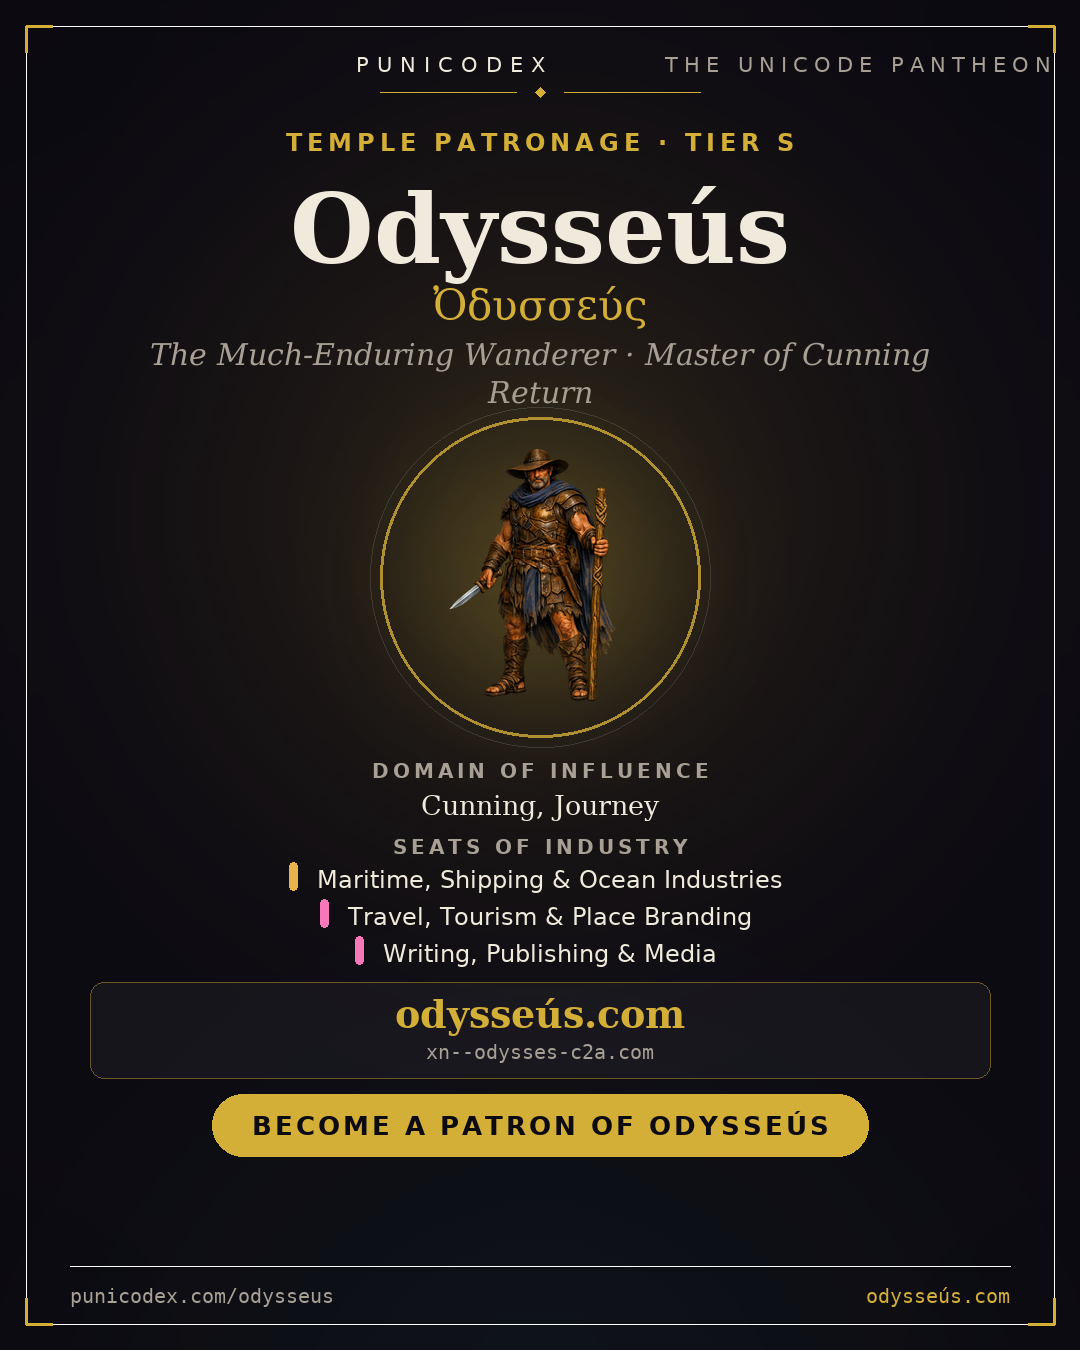 PUNICODEX THE UNICODE PANTHEON
TEMPLE PATRONAGE · TIER S
Odysseús
Ὀδυσσεύς
The Much-Enduring Wanderer · Master of Cunning
Return
DOMAIN OF INFLUENCE
Cunning, Journey
SEATS OF INDUSTRY
Maritime, Shipping & Ocean Industries
Travel, Tourism & Place Branding
Writing, Publishing & Media
odysseús.com
xn--odysses-c2a.com
BECOME A PATRON OF ODYSSEÚS
punicodex.com/odysseus odysseús.com